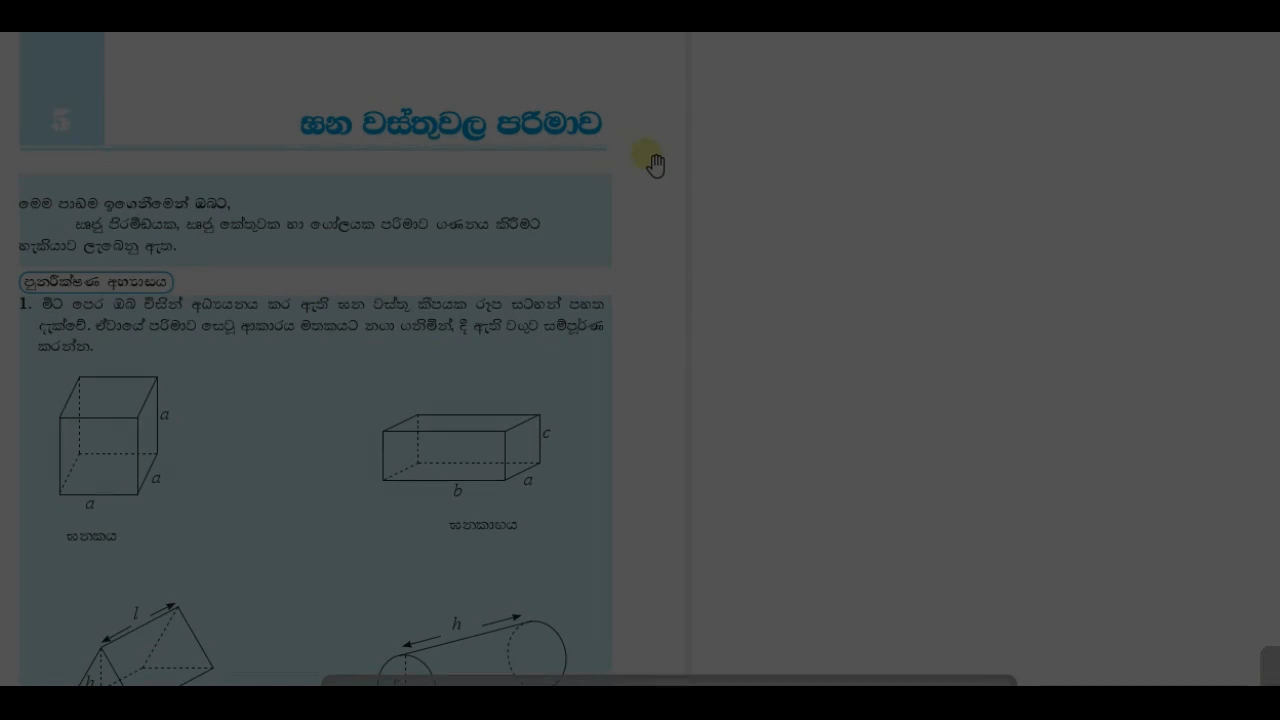 5
ඝන වස්තුවල පරිමාව
මෙම පාඩම ඉගෙනීමෙන් ඔබට,
සෘජු පිරමීඩයක, සෘජු කේතුවක හා ගෝලයක පරිමාව ගණනය කිරීමට
හැකියාව ලැබෙනු ඇත.
පුනරීක්ෂණ අභ්‍යාසය
1. මීට පෙර ඔබ විසින් අධ්‍යයනය කර ඇති ඝන වස්තු කීපයක රූප සටහන් පහත
දැක්වේ. ඒවායේ පරිමාව සෙවූ ආකාරය මතකයට නගා ගනිමින්, දී ඇති වගුව සම්පූර්ණ
කරන්න.
a
a
a
ඝනකය
c
a
b
ඝනකාභය
l
h
h
r